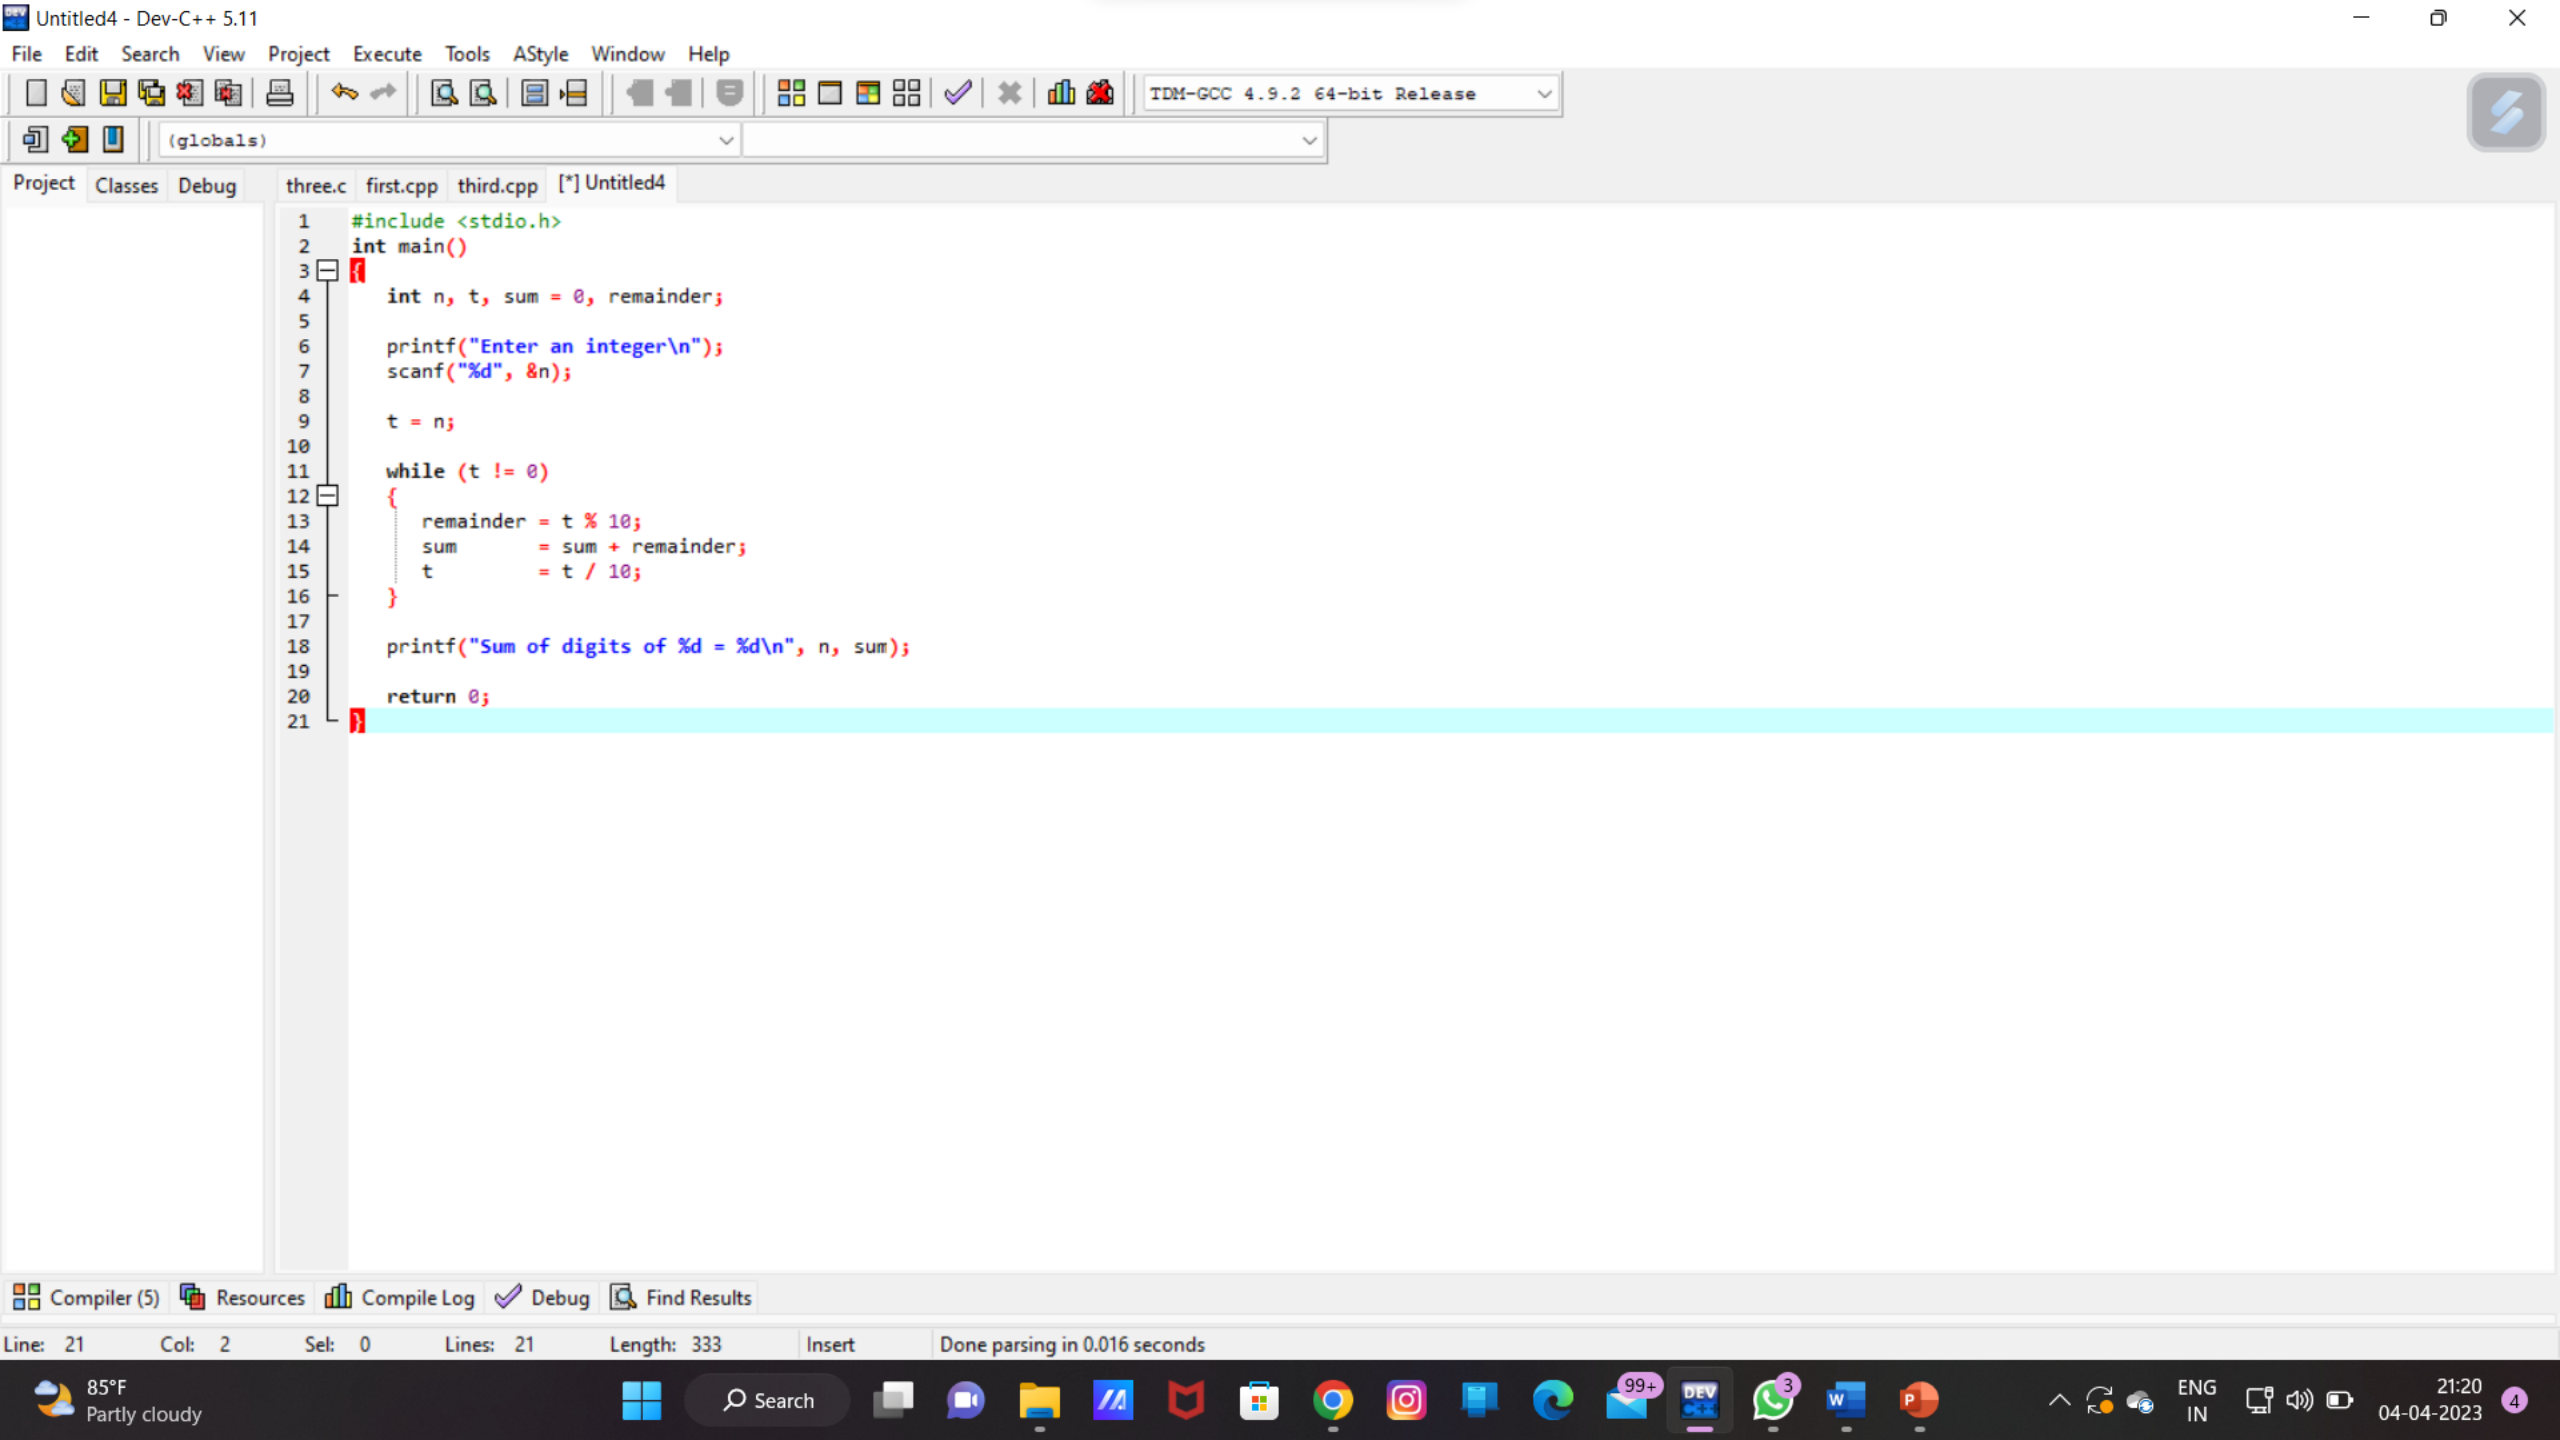 Untitled4 - Dev-C++ 5.11
File Edit Search View Project Execute Tools AStyle Window Help
TDM-GCC 4.9.2 64-bit Release
(globals)
Project Classes Debug three.c first.cpp third.cpp [*] Untitled4
1 #include <stdio.h>
2 int main()
3 {
4 int n, t, sum = 0, remainder;
5
6 printf("Enter an integer\n");
7 scanf("%d", &n);
8
9 t = n;
10
11 while (t != 0)
12 {
13 remainder = t % 10;
14 sum = sum + remainder;
15 t = t / 10;
16 }
17
18 printf("Sum of digits of %d = %d\n", n, sum);
19
20 return 0;
21 }
Compiler (5) Resources Compile Log Debug Find Results
Line: 21 Col: 2 Sel: 0 Lines: 21 Length: 333 Insert Done parsing in 0.016 seconds
85°F
Partly cloudy
Search
99+
DEV C++
3
W
P
ENG
IN
21:20
04-04-2023
4